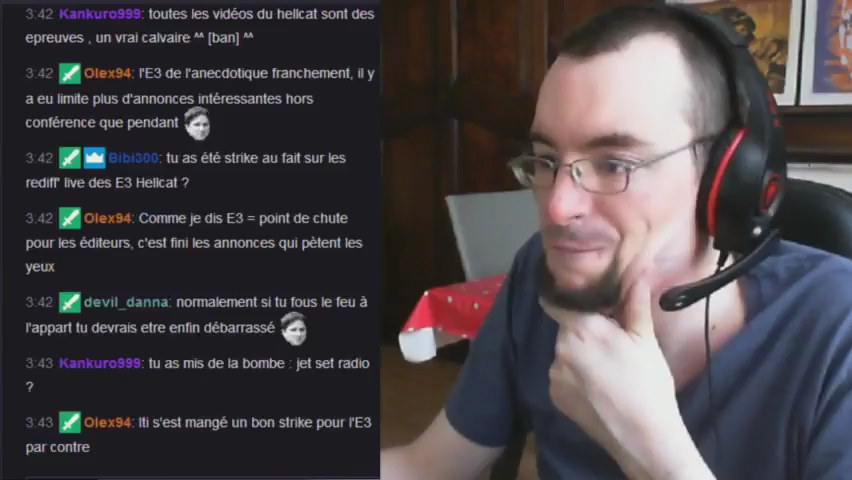 3:42 Kankuro999: toutes les vidéos du hellcat sont des
epreuves , un vrai calvaire ^^ [ban] ^^
3:42 Olex94: l'E3 de l'anecdotique franchement, il y
a eu limite plus d'annonces intéressantes hors
conférence que pendant
3:42 Bibi300: tu as été strike au fait sur les
rediff' live des E3 Hellcat ?
3:42 Olex94: Comme je dis E3 = point de chute
pour les éditeurs, c'est fini les annonces qui pètent les
yeux
3:42 devil_danna: normalement si tu fous le feu à
l'appart tu devrais etre enfin débarrassé
3:43 Kankuro999: tu as mis de la bombe : jet set radio
?
3:43 Olex94: Iti s'est mangé un bon strike pour l'E3
par contre